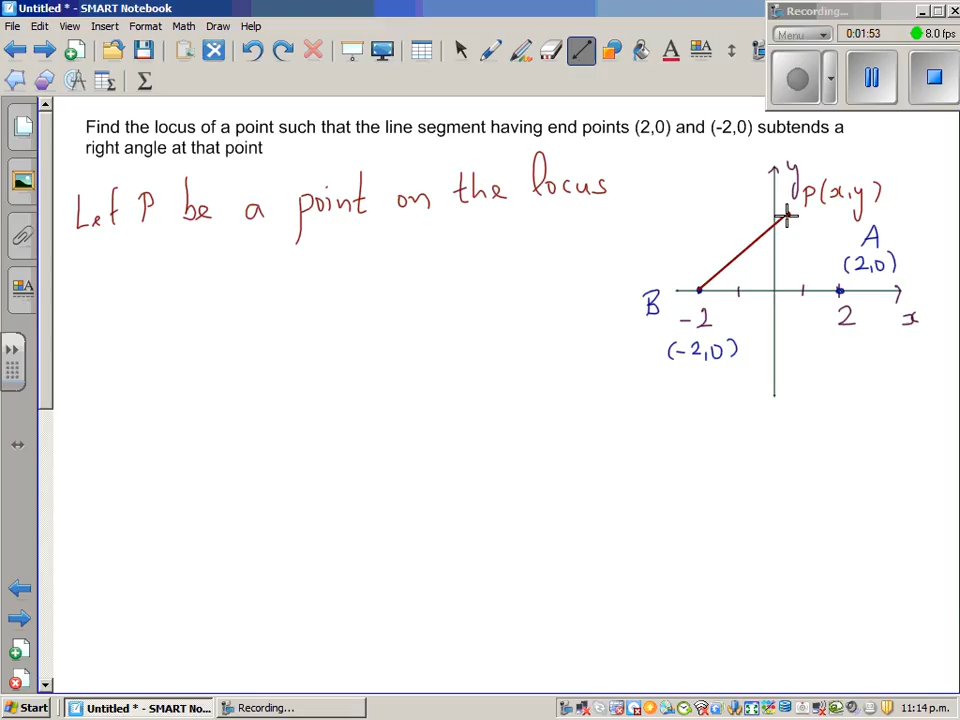 Untitled * - SMART Notebook
Recording...
File Edit View Insert Format Tools Add-ons Draw Help
Menu
0:01:53
8.0 fps
Find the locus of a point such that the line segment having end points (2,0) and (-2,0) subtends a
right angle at that point
Let P be a point on the locus
y
P(x,y)
A
(2,0)
B
-2
2
x
(-2,0)
Start
Untitled * - SMART No...
Recording...
11:14 p.m.